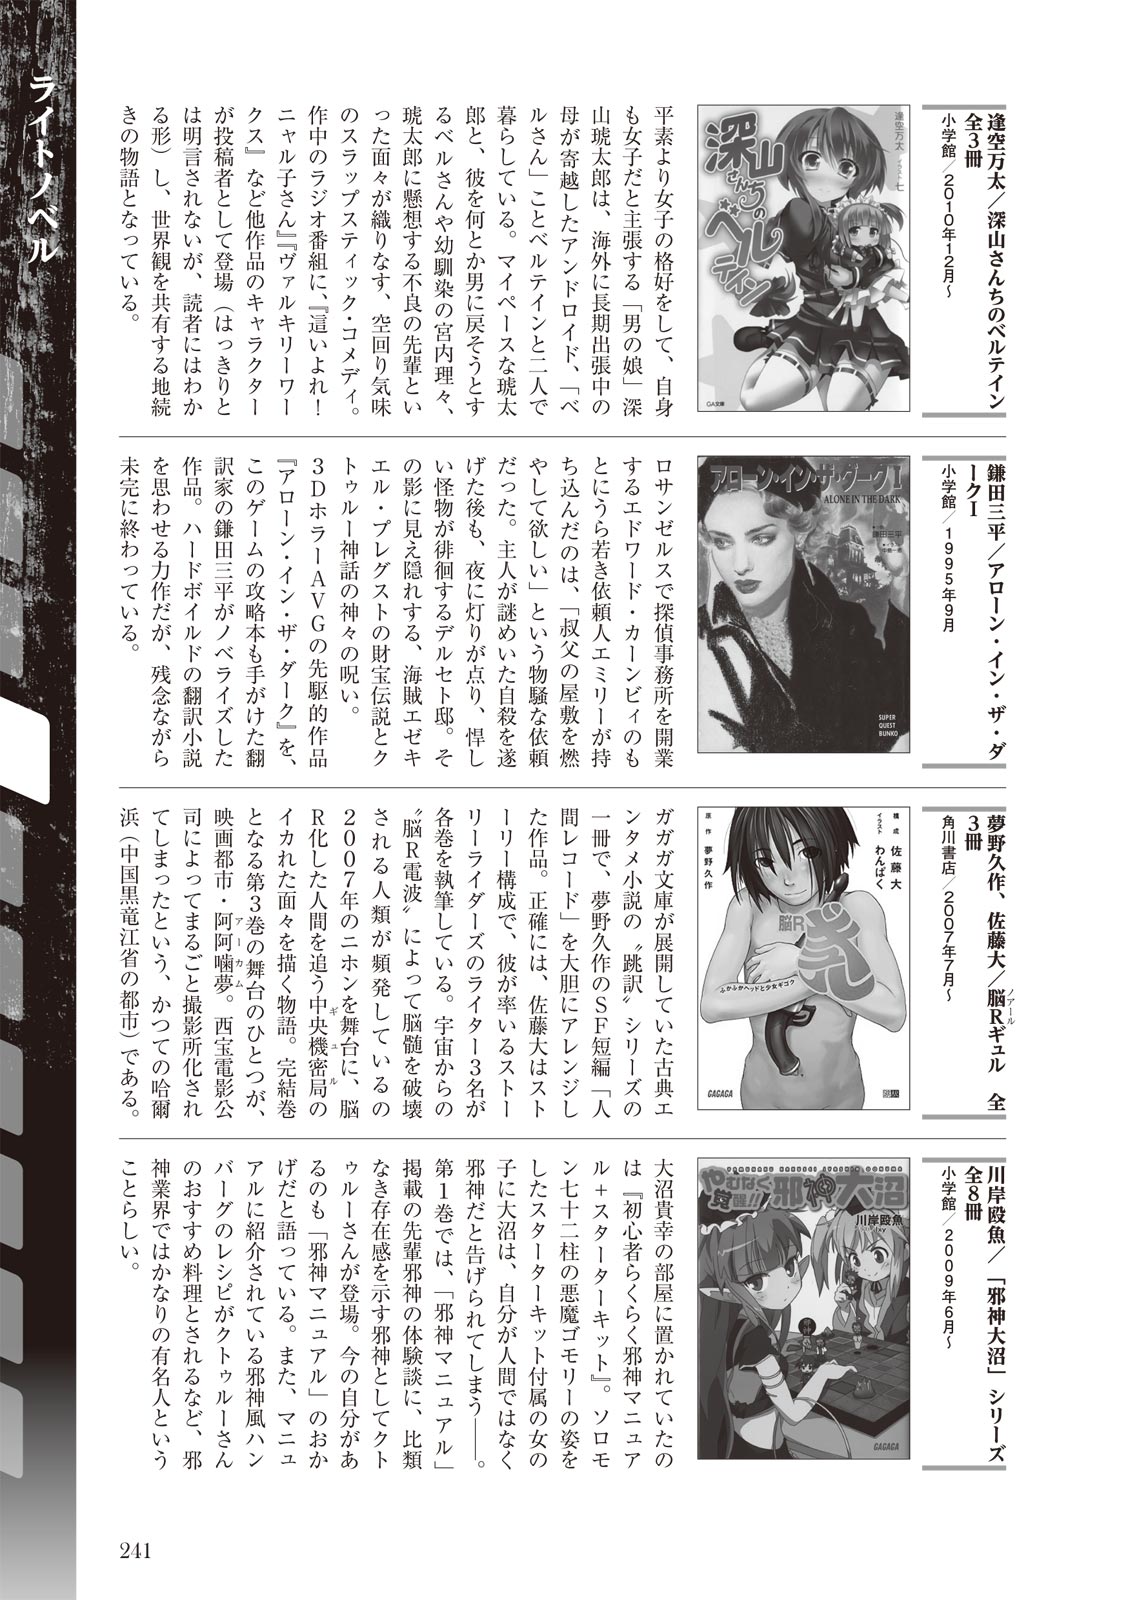 ライトノベル
逢空万太／深山さんちのベルテイン
全3冊
小学館／2010年12月～
逢空万太 イラスト 七
深山さんちのベルテイン
GA文庫
平素より女子の格好をして、自身
も女子だと主張する「男の娘」深
山琥太郎は、海外に長期出張中の
母が寄越したアンドロイド、「ベ
ルさん」ことベルテインと二人で
暮らしている。マイペースな琥太
郎と、彼を何とか男に戻そうとす
るベルさんや幼馴染の宮内理々、
琥太郎に懸想する不良の先輩とい
った面々が織りなす、空回り気味
のスラップスティック・コメディ。
作中のラジオ番組に、『這いよれ！
ニャル子さん』『ヴァルキリーワー
クス』など他作品のキャラクター
が投稿者として登場（はっきりと
は明言されないが、読者にはわか
る形）し、世界観を共有する地続
きの物語となっている。
鎌田三平／アローン・イン・ザ・ダ
ークⅠ
小学館／1995年9月
アローン・イン・ザ・ダークⅠ
ALONE IN THE DARK
鎌田三平
SUPER
QUEST
BUNKO
ロサンゼルスで探偵事務所を開業
するエドワード・カーンビィのも
とにうら若き依頼人エミリーが持
ち込んだのは、「叔父の屋敷を燃
やして欲しい」という物騒な依頼
だった。主人が謎めいた自殺を遂
げた後も、夜に灯りが点り、悍し
い怪物が徘徊するデルセト邸。そ
の影に見え隠れする、海賊エゼキ
エル・プレグストの財宝伝説とク
トゥルー神話の神々の呪い。
3DホラーAVGの先駆的作品
『アローン・イン・ザ・ダーク』を、
このゲームの攻略本も手がけた翻
訳家の鎌田三平がノベライズした
作品。ハードボイルドの翻訳小説
を思わせる力作だが、残念ながら
未完に終わっている。
夢野久作、佐藤大／脳Rギュル 全
ノアール
3冊
角川書店／2007年7月～
構成 佐藤大
イラスト わんぱく
原作 夢野久作
脳Rギュル
ふかふかヘッドと少女ギゴク
GAGAGA
ガガガ文庫が展開していた古典エ
ンタメ小説の〝跳訳〟シリーズの
一冊で、夢野久作のSF短編「人
間レコード」を大胆にアレンジし
た作品。正確には、佐藤大はスト
ーリー構成で、彼が率いるストー
リーライダーズのライター3名が
各巻を執筆している。宇宙からの
〝脳R電波〟によって脳髄を破壊
される人類が頻発しているの
2007年のニホンを舞台に、脳
R化した人間を追う中央機密局の
ギュル
イカれた面々を描く物語。完結巻
となる第3巻の舞台のひとつが、
映画都市・阿阿噛夢。西宝電影公
アーカム
司によってまるごと撮影所化され
てしまったという、かつての哈爾
浜（中国黒竜江省の都市）である。
川岸殴魚／「邪神大沼」シリーズ
全8冊
小学館／2009年6月～
やむなく覚醒!! 邪神大沼
川岸殴魚
GAGAGA
大沼貴幸の部屋に置かれていたの
は『初心者らくらく邪神マニュア
ル＋スターターキット』。ソロモ
ン七十二柱の悪魔ゴモリーの姿を
したスターターキット付属の女の
子に大沼は、自分が人間ではなく
邪神だと告げられてしまう――。
第1巻では、「邪神マニュアル」
掲載の先輩邪神の体験談に、比類
なき存在感を示す邪神としてクト
ゥルーさんが登場。今の自分があ
るのも「邪神マニュアル」のおか
げだと語っている。また、マニュ
アルに紹介されている邪神風ハン
バーグのレシピがクトゥルーさん
のおすすめ料理とされるなど、邪
神業界ではかなりの有名人という
ことらしい。
241